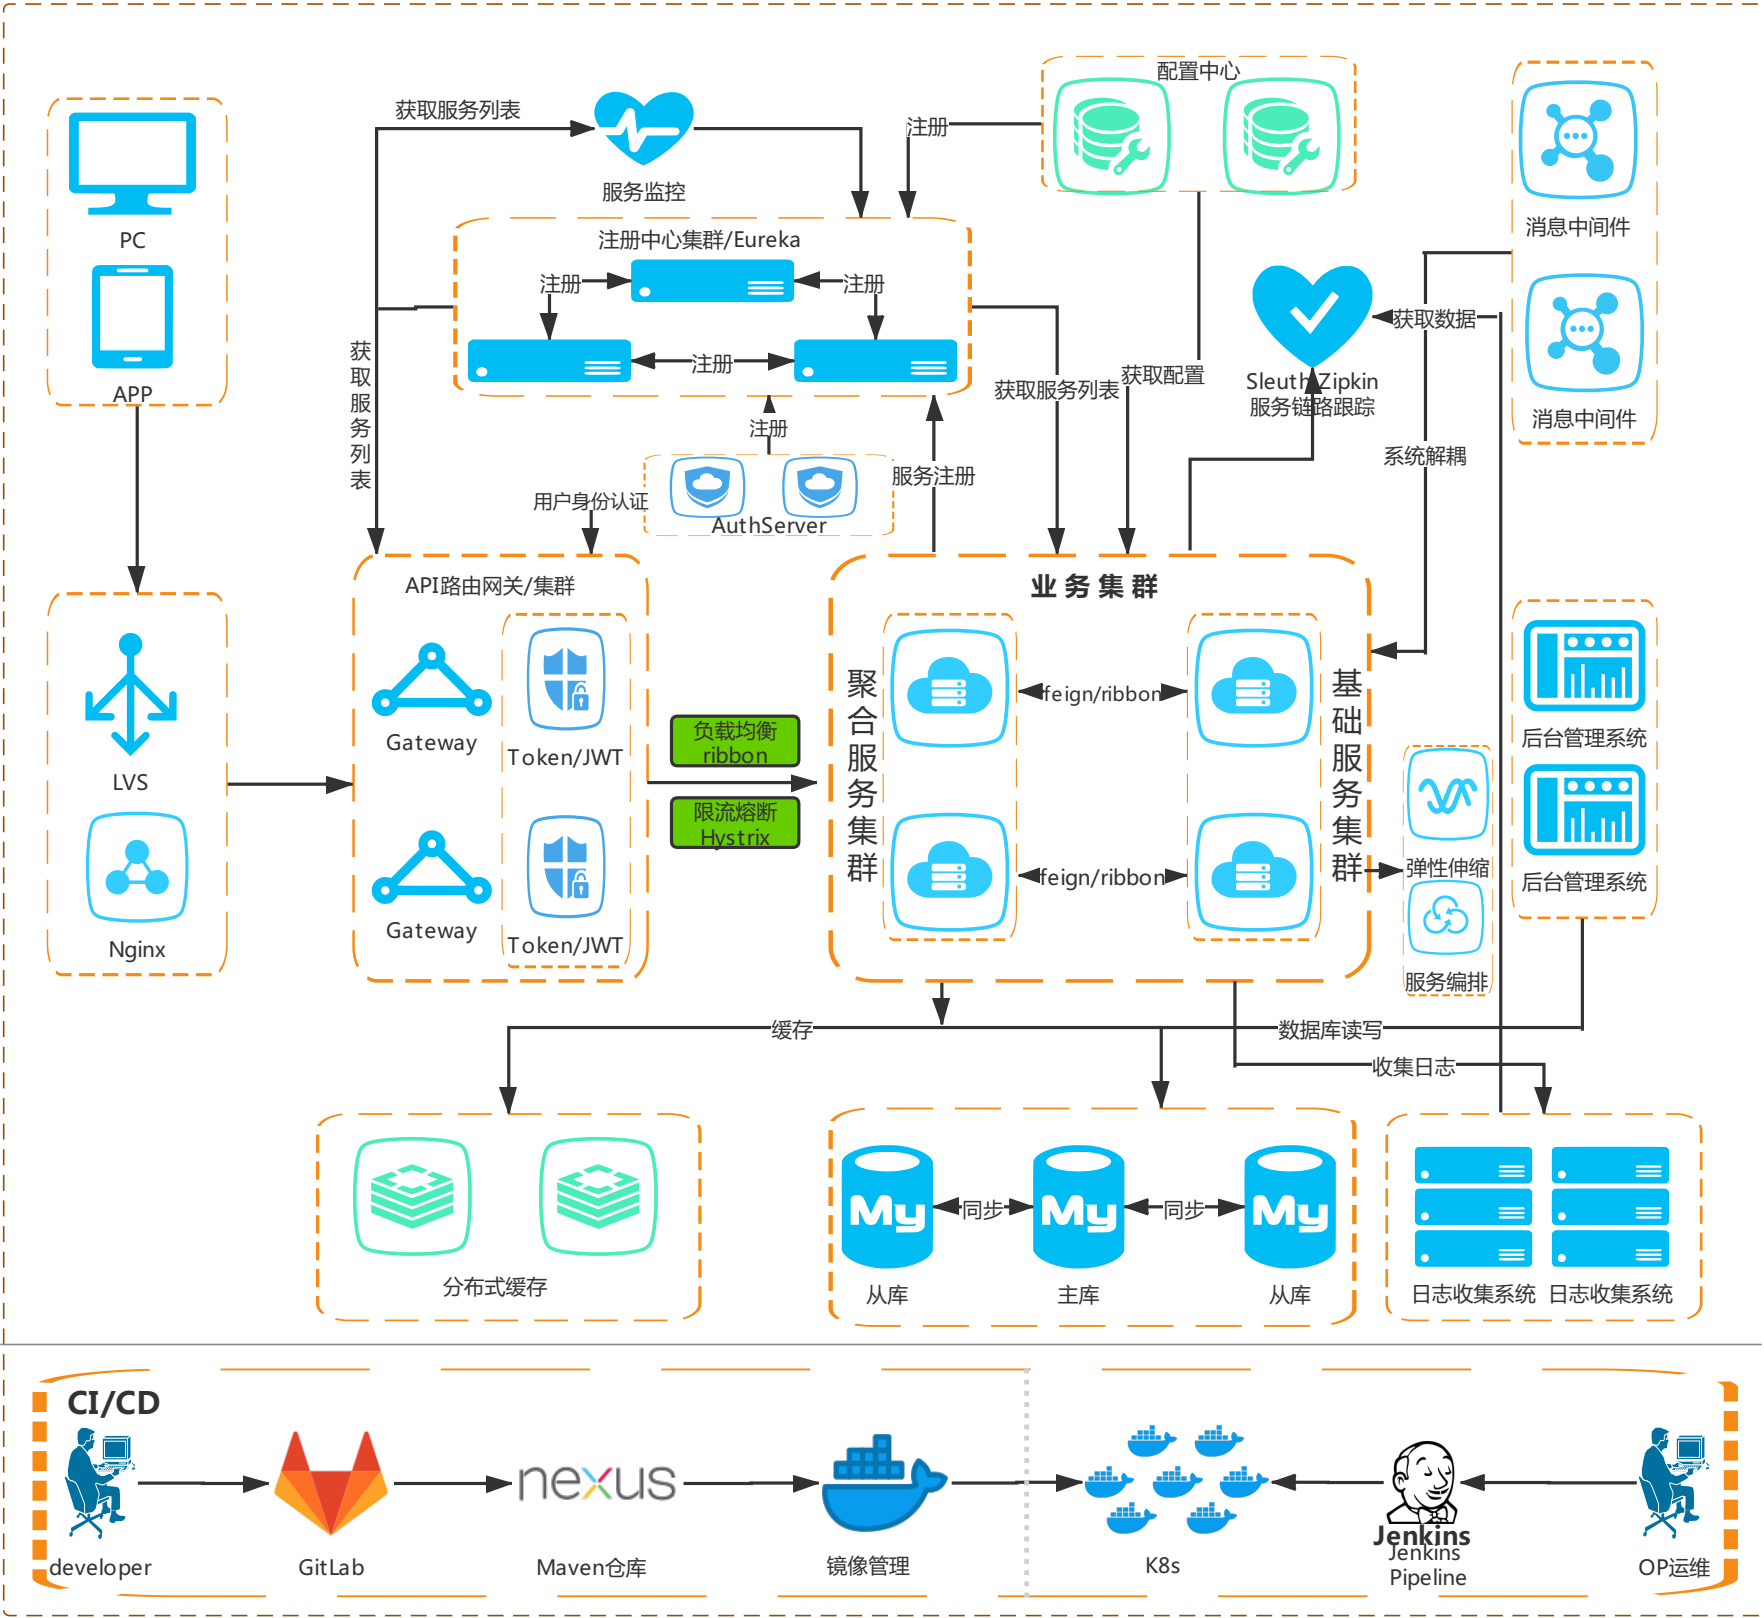 配置中心
获取服务列表
注册
服务监控
PC
APP
注册中心集群/Eureka
注册
注册
注册
消息中间件
消息中间件
获取数据
Sleuth Zipkin
服务链路跟踪
获取服务列表
获取服务列表
获取配置
注册
服务注册
系统解耦
用户身份认证
AuthServer
API路由网关/集群
业务集群
LVS
Nginx
Gateway
Token/JWT
Gateway
Token/JWT
负载均衡
ribbon
限流熔断
Hystrix
聚合服务集群
feign/ribbon
feign/ribbon
基础服务集群
弹性伸缩
服务编排
后台管理系统
后台管理系统
缓存
数据库读写
收集日志
分布式缓存
My
My
My
同步
同步
从库
主库
从库
日志收集系统
日志收集系统
CI/CD
developer
GitLab
nexus
Maven仓库
镜像管理
K8s
Jenkins
Jenkins
Pipeline
OP运维